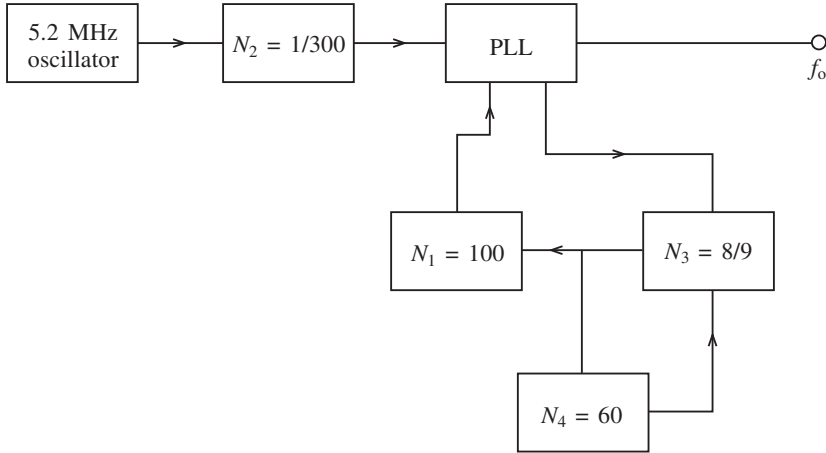 5.2 MHz
oscillator
N₂ = 1/300
PLL
fₒ
N₁ = 100
N₃ = 8/9
N₄ = 60